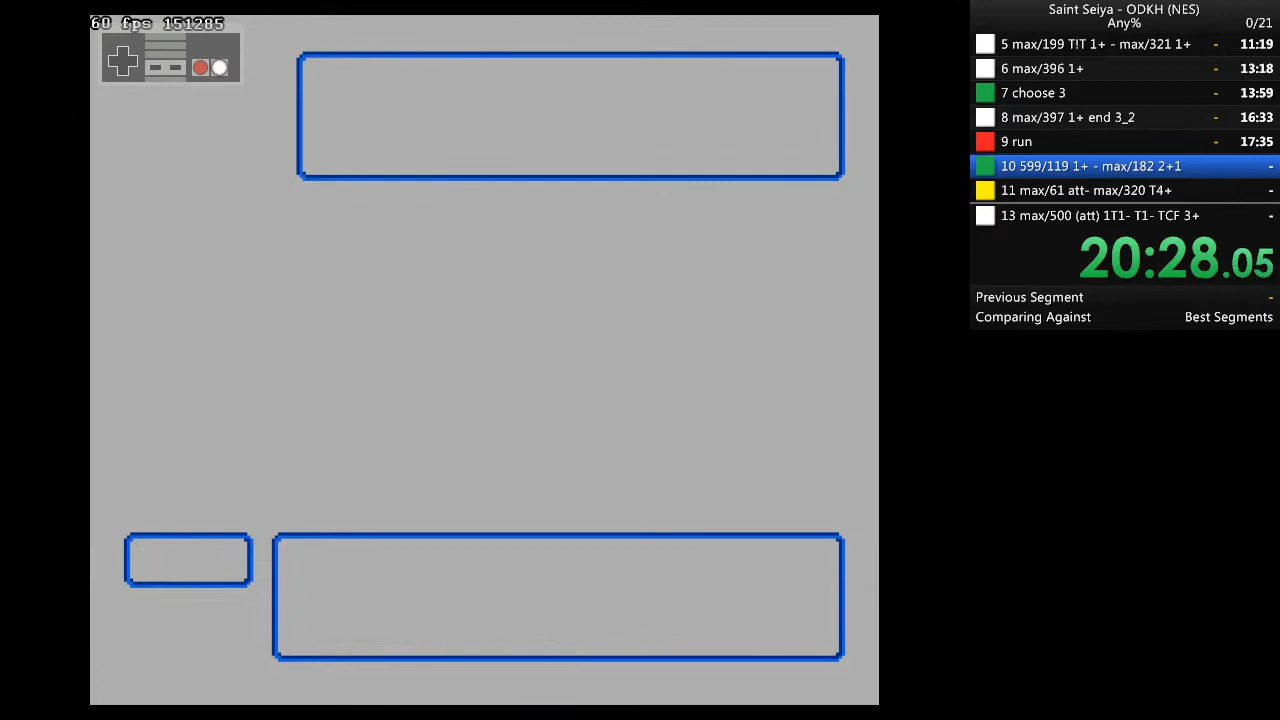 60 fps 151285
Saint Seiya - ODKH (NES)
Any% 0/21
5 max/199 T!T 1+ - max/321 1+ - 11:19
6 max/396 1+ - 13:18
7 choose 3 - 13:59
8 max/397 1+ end 3_2 - 16:33
9 run - 17:35
10 599/119 1+ - max/182 2+1 -
11 max/61 att- max/320 T4+ -
13 max/500 (att) 1T1- T1- TCF 3+ -
20:28.05
Previous Segment -
Comparing Against Best Segments